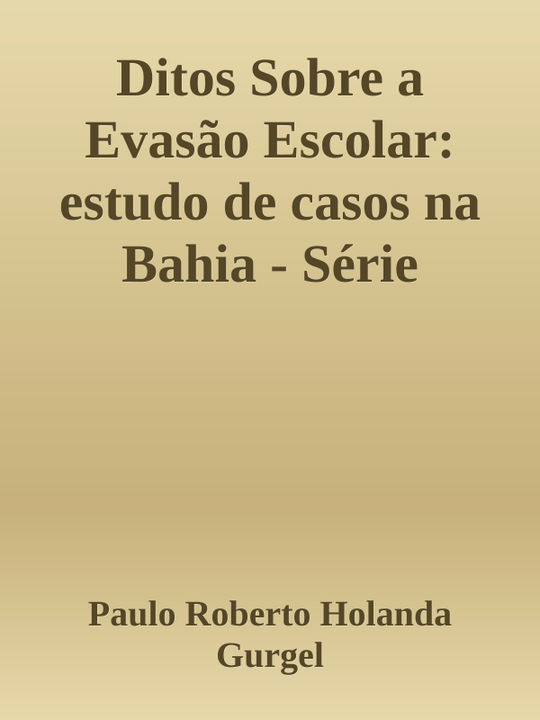 Ditos Sobre a
Evasão Escolar:
estudo de casos na
Bahia - Série
Paulo Roberto Holanda
Gurgel